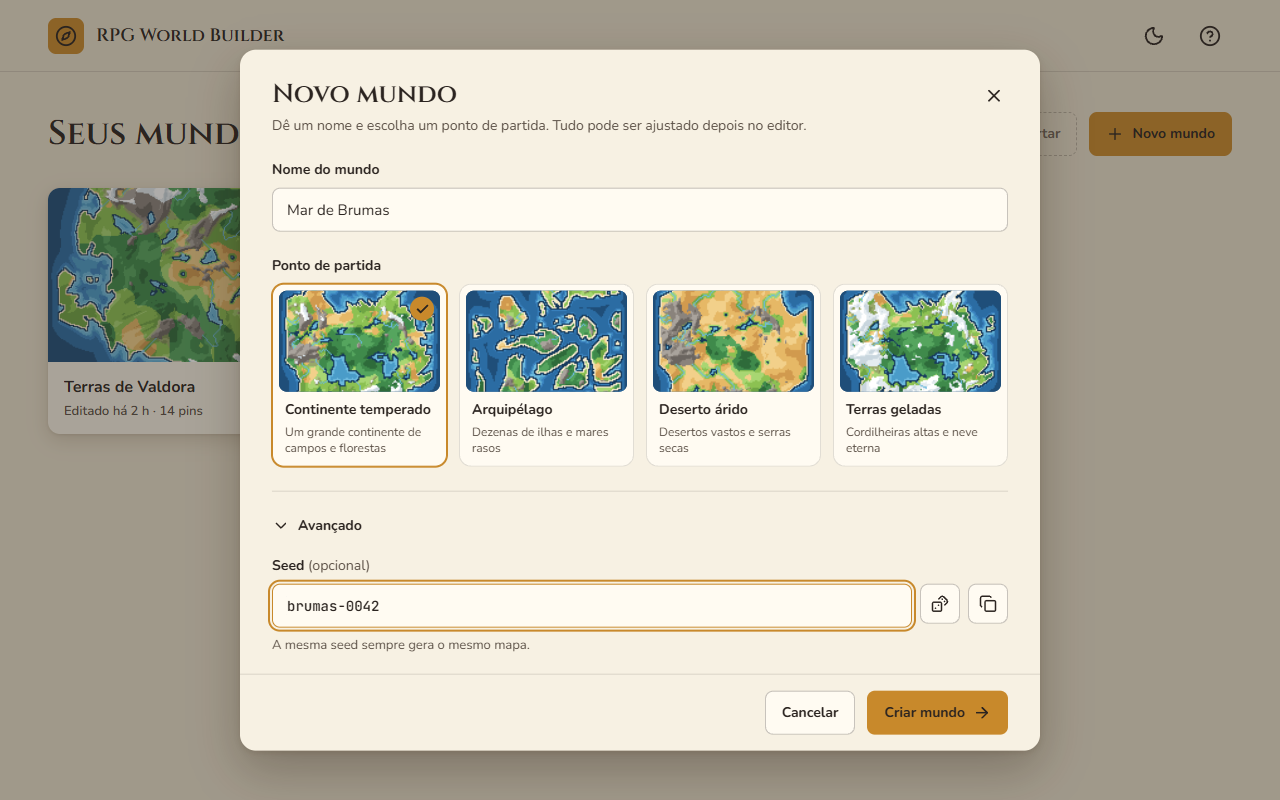 RPG World Builder
Novo mundo
Dê um nome e escolha um ponto de partida. Tudo pode ser ajustado depois no editor.
Seus mund
rtar
Novo mundo
Nome do mundo
Mar de Brumas
Ponto de partida
Continente temperado
Um grande continente de
campos e florestas
Arquipélago
Dezenas de ilhas e mares
rasos
Deserto árido
Desertos vastos e serras
secas
Terras geladas
Cordilheiras altas e neve
eterna
Terras de Valdora
Editado há 2 h · 14 pins
Avançado
Seed (opcional)
brumas-0042
A mesma seed sempre gera o mesmo mapa.
Cancelar
Criar mundo